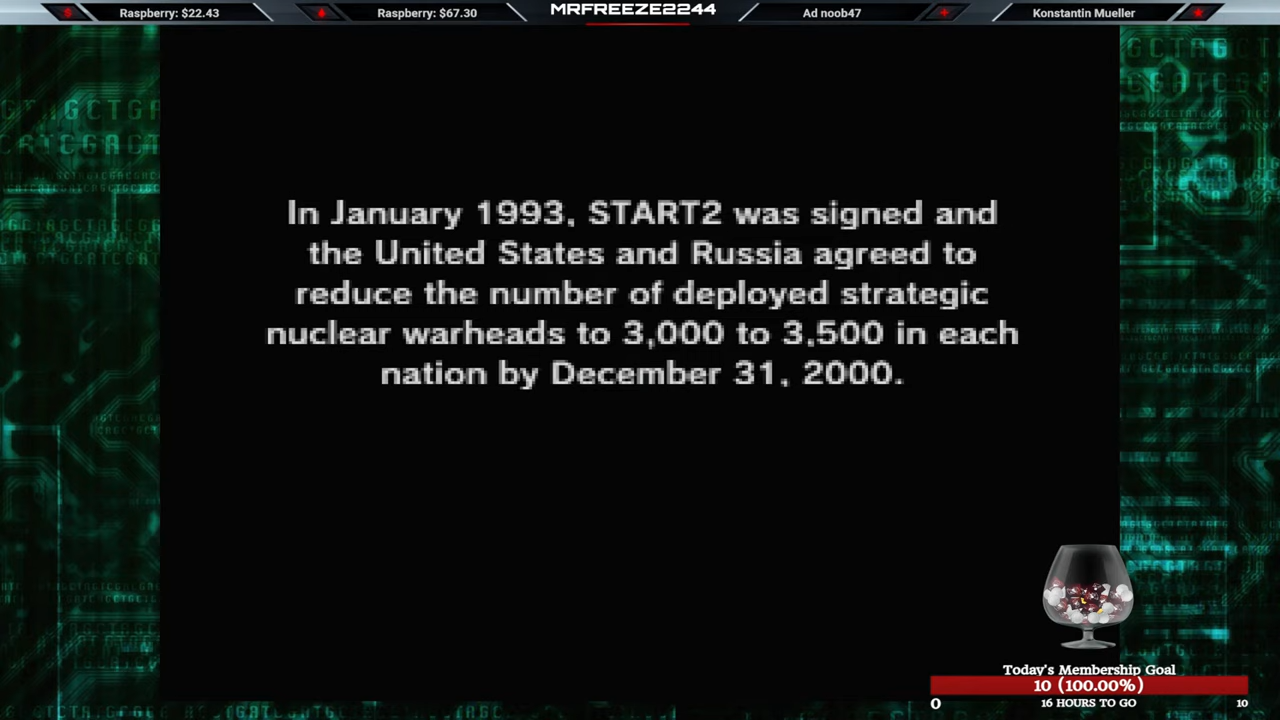 Raspberry: $22.43
Raspberry: $67.30
MRFREEZE2244
Ad noob47
Konstantin Mueller
In January 1993, START2 was signed and
the United States and Russia agreed to
reduce the number of deployed strategic
nuclear warheads to 3,000 to 3,500 in each
nation by December 31, 2000.
Today's Membership Goal
10 (100.00%)
0
16 HOURS TO GO
10